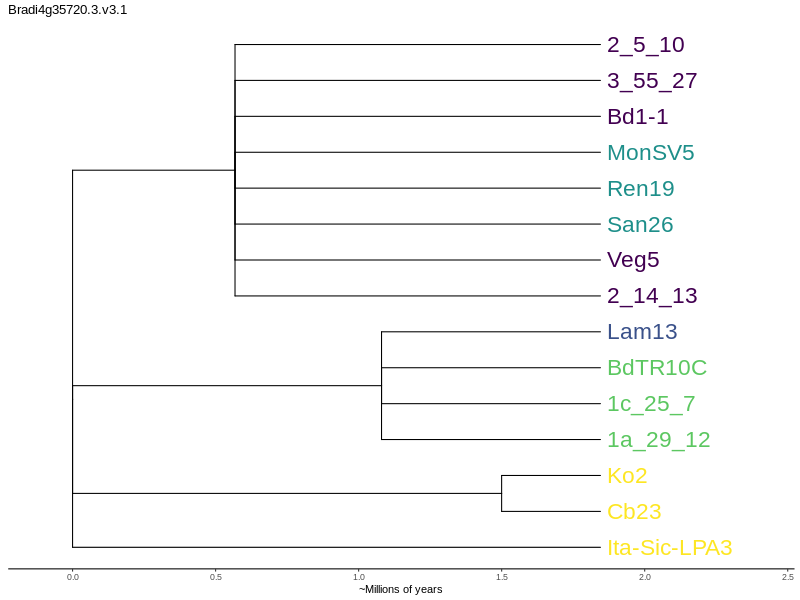 Bradi4g35720.3.v3.1
2_5_10
3_55_27
Bd1-1
MonSV5
Ren19
San26
Veg5
2_14_13
Lam13
BdTR10C
1c_25_7
1a_29_12
Ko2
Cb23
Ita-Sic-LPA3
0.0 0.5 1.0 1.5 2.0 2.5
~Millions of years